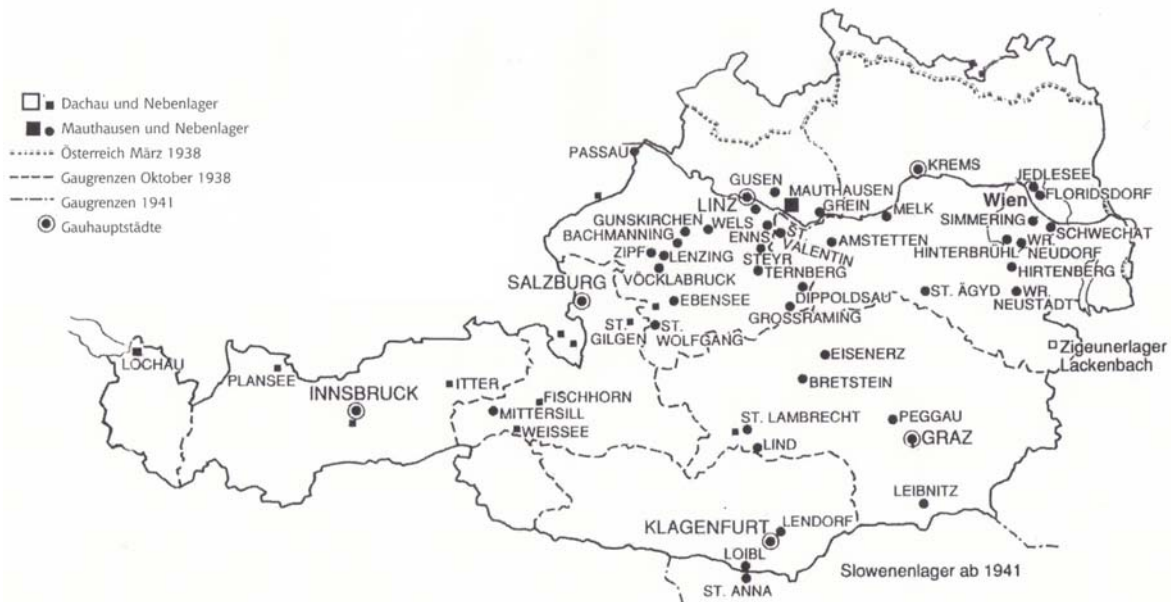 Dachau und Nebenlager
Mauthausen und Nebenlager
Österreich März 1938
Gaugrenzen Oktober 1938
Gaugrenzen 1941
Gauhauptstädte
PASSAU
KREMS
JEDLESEE
FLORIDSDORF
GUSEN
MAUTHAUSEN
GREIN
MELK
Wien
LINZ
SIMMERING
SCHWECHAT
GUNSKIRCHEN
WELS
BACHMANNING
ENNS
ST.
VALENTIN
AMSTETTEN
HINTERBRÜHL
WR.
NEUDORF
ZIPF
LENZING
STEYR
TERNBERG
HIRTENBERG
VÖCKLABRUCK
SALZBURG
EBENSEE
DIPPOLDSAU
ST. ÄGYD
WR.
NEUSTADT
GROSSRAMING
ST.
GILGEN
ST.
WOLFGANG
LOCHAU
PLANSEE
EISENERZ
Zigeunerlager
Lackenbach
ITTER
BRETSTEIN
INNSBRUCK
FISCHHORN
MITTERSILL
WEISSEE
ST. LAMBRECHT
PEGGAU
LIND
GRAZ
LEIBNITZ
KLAGENFURT
LENDORF
LOIBL
ST. ANNA
Slowenenlager ab 1941